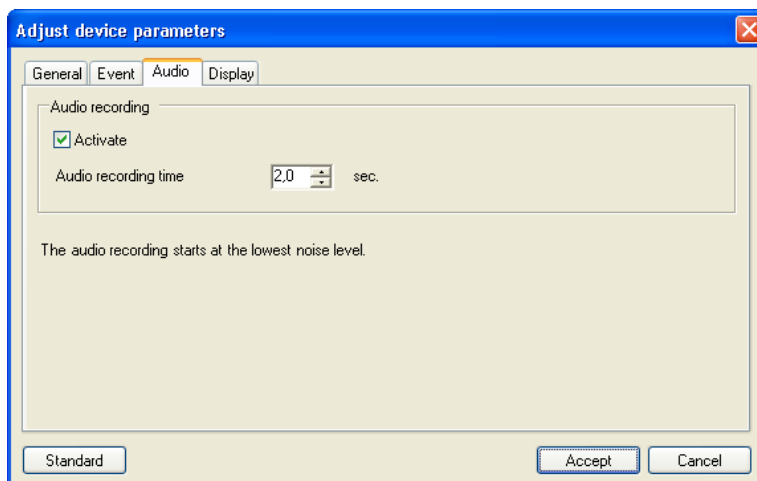 Adjust device parameters
General Event Audio Display
Audio recording
Activate
Audio recording time 2,0 sec.
The audio recording starts at the lowest noise level.
Standard Accept Cancel